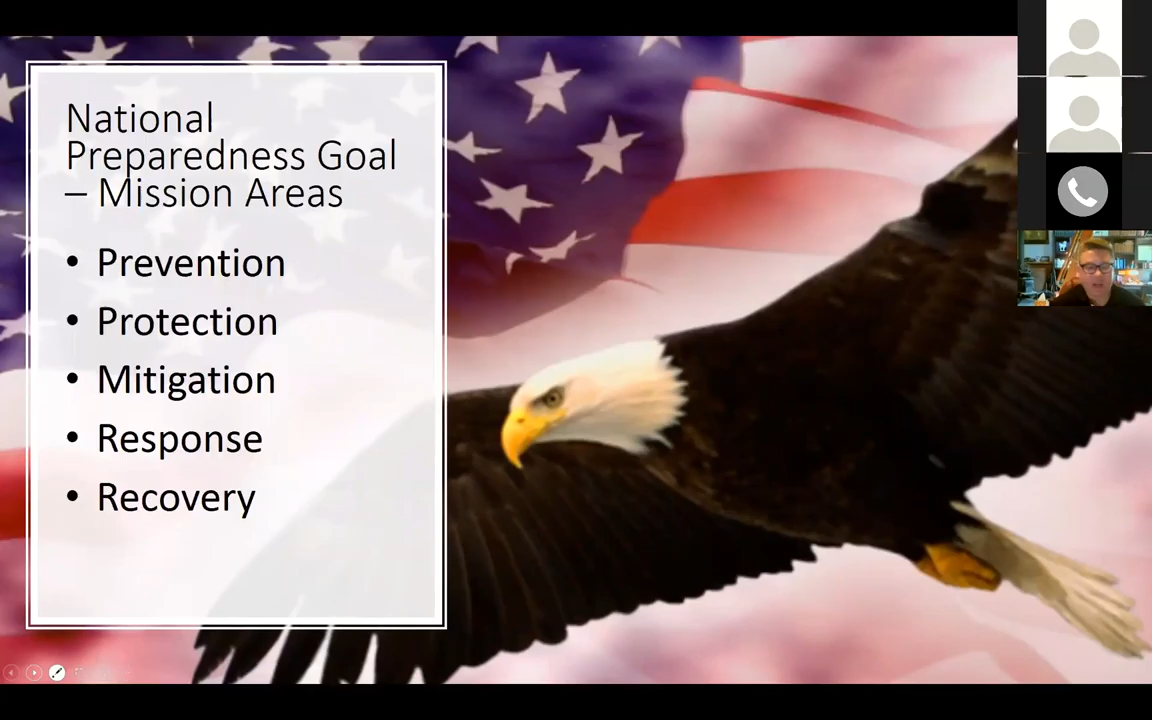 National
Preparedness Goal
– Mission Areas
• Prevention
• Protection
• Mitigation
• Response
• Recovery